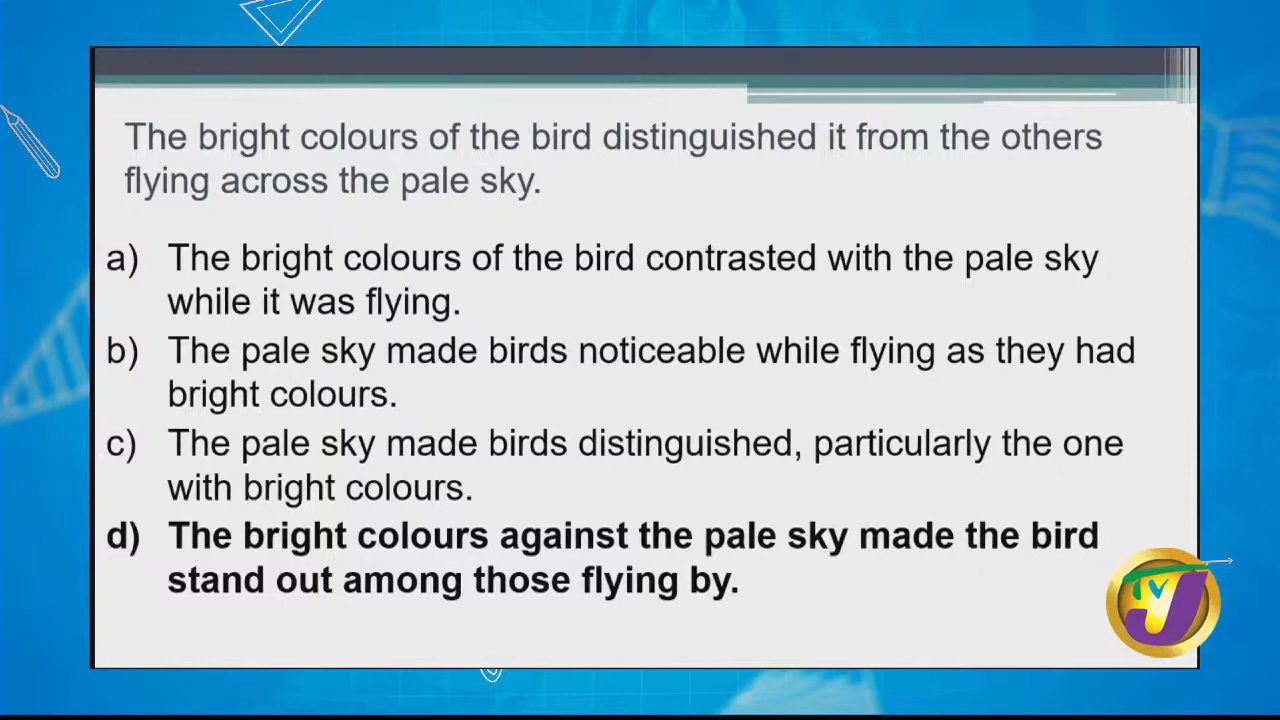 The bright colours of the bird distinguished it from the others
flying across the pale sky.
a) The bright colours of the bird contrasted with the pale sky
while it was flying.
b) The pale sky made birds noticeable while flying as they had
bright colours.
c) The pale sky made birds distinguished, particularly the one
with bright colours.
d) The bright colours against the pale sky made the bird
stand out among those flying by.
TVJ